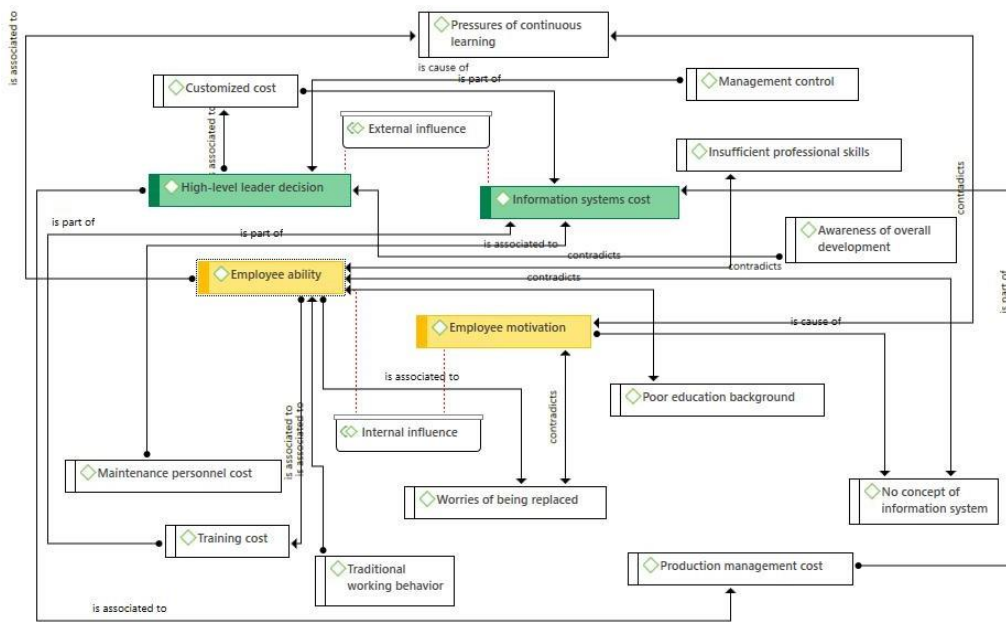 Pressures of continuous
learning
is associated to
is cause of
is part of
Customized cost
Management control
External influence
is associated to
Insufficient professional skills
High-level leader decision
Information systems cost
contradicts
is part of
is part of
is associated to
Awareness of overall
development
contradicts
contradicts
Employee ability
contradicts
is part of
Employee motivation
is cause of
is associated to
Poor education background
contradicts
is associated to
is associated to
Internal influence
Maintenance personnel cost
Worries of being replaced
No concept of
information system
Training cost
Traditional
working behavior
Production management cost
is associated to